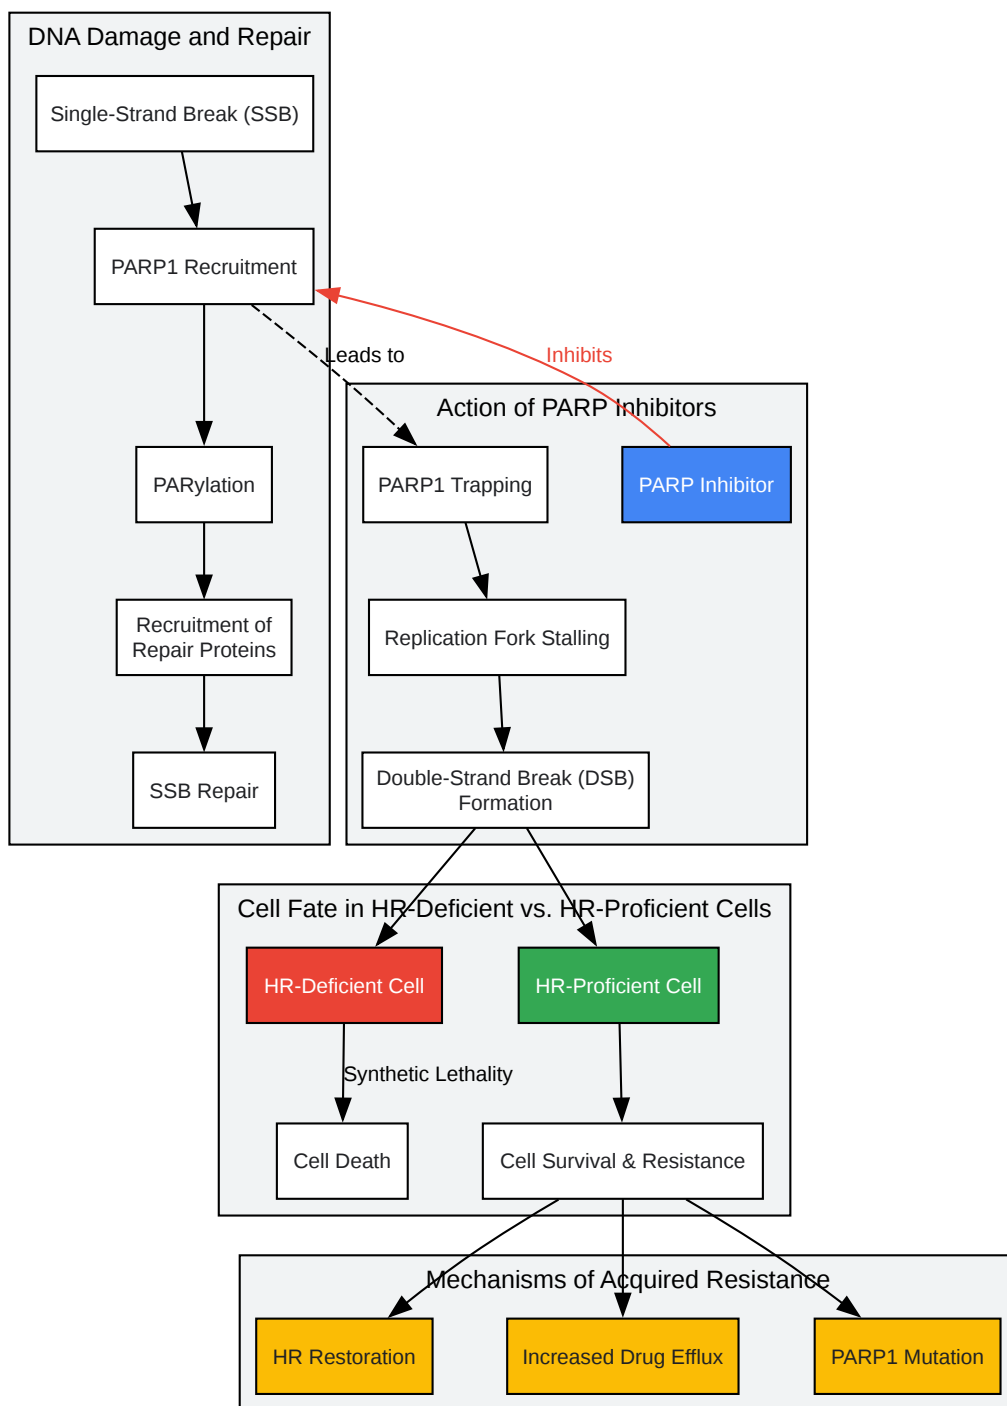 DNA Damage and Repair
Single-Strand Break (SSB)
PARP1 Recruitment
Leads to
Inhibits
Action of PARP Inhibitors
PARylation
PARP1 Trapping
PARP Inhibitor
Recruitment of
Repair Proteins
Replication Fork Stalling
SSB Repair
Double-Strand Break (DSB)
Formation
Cell Fate in HR-Deficient vs. HR-Proficient Cells
HR-Deficient Cell
HR-Proficient Cell
Synthetic Lethality
Cell Death
Cell Survival & Resistance
Mechanisms of Acquired Resistance
HR Restoration
Increased Drug Efflux
PARP1 Mutation